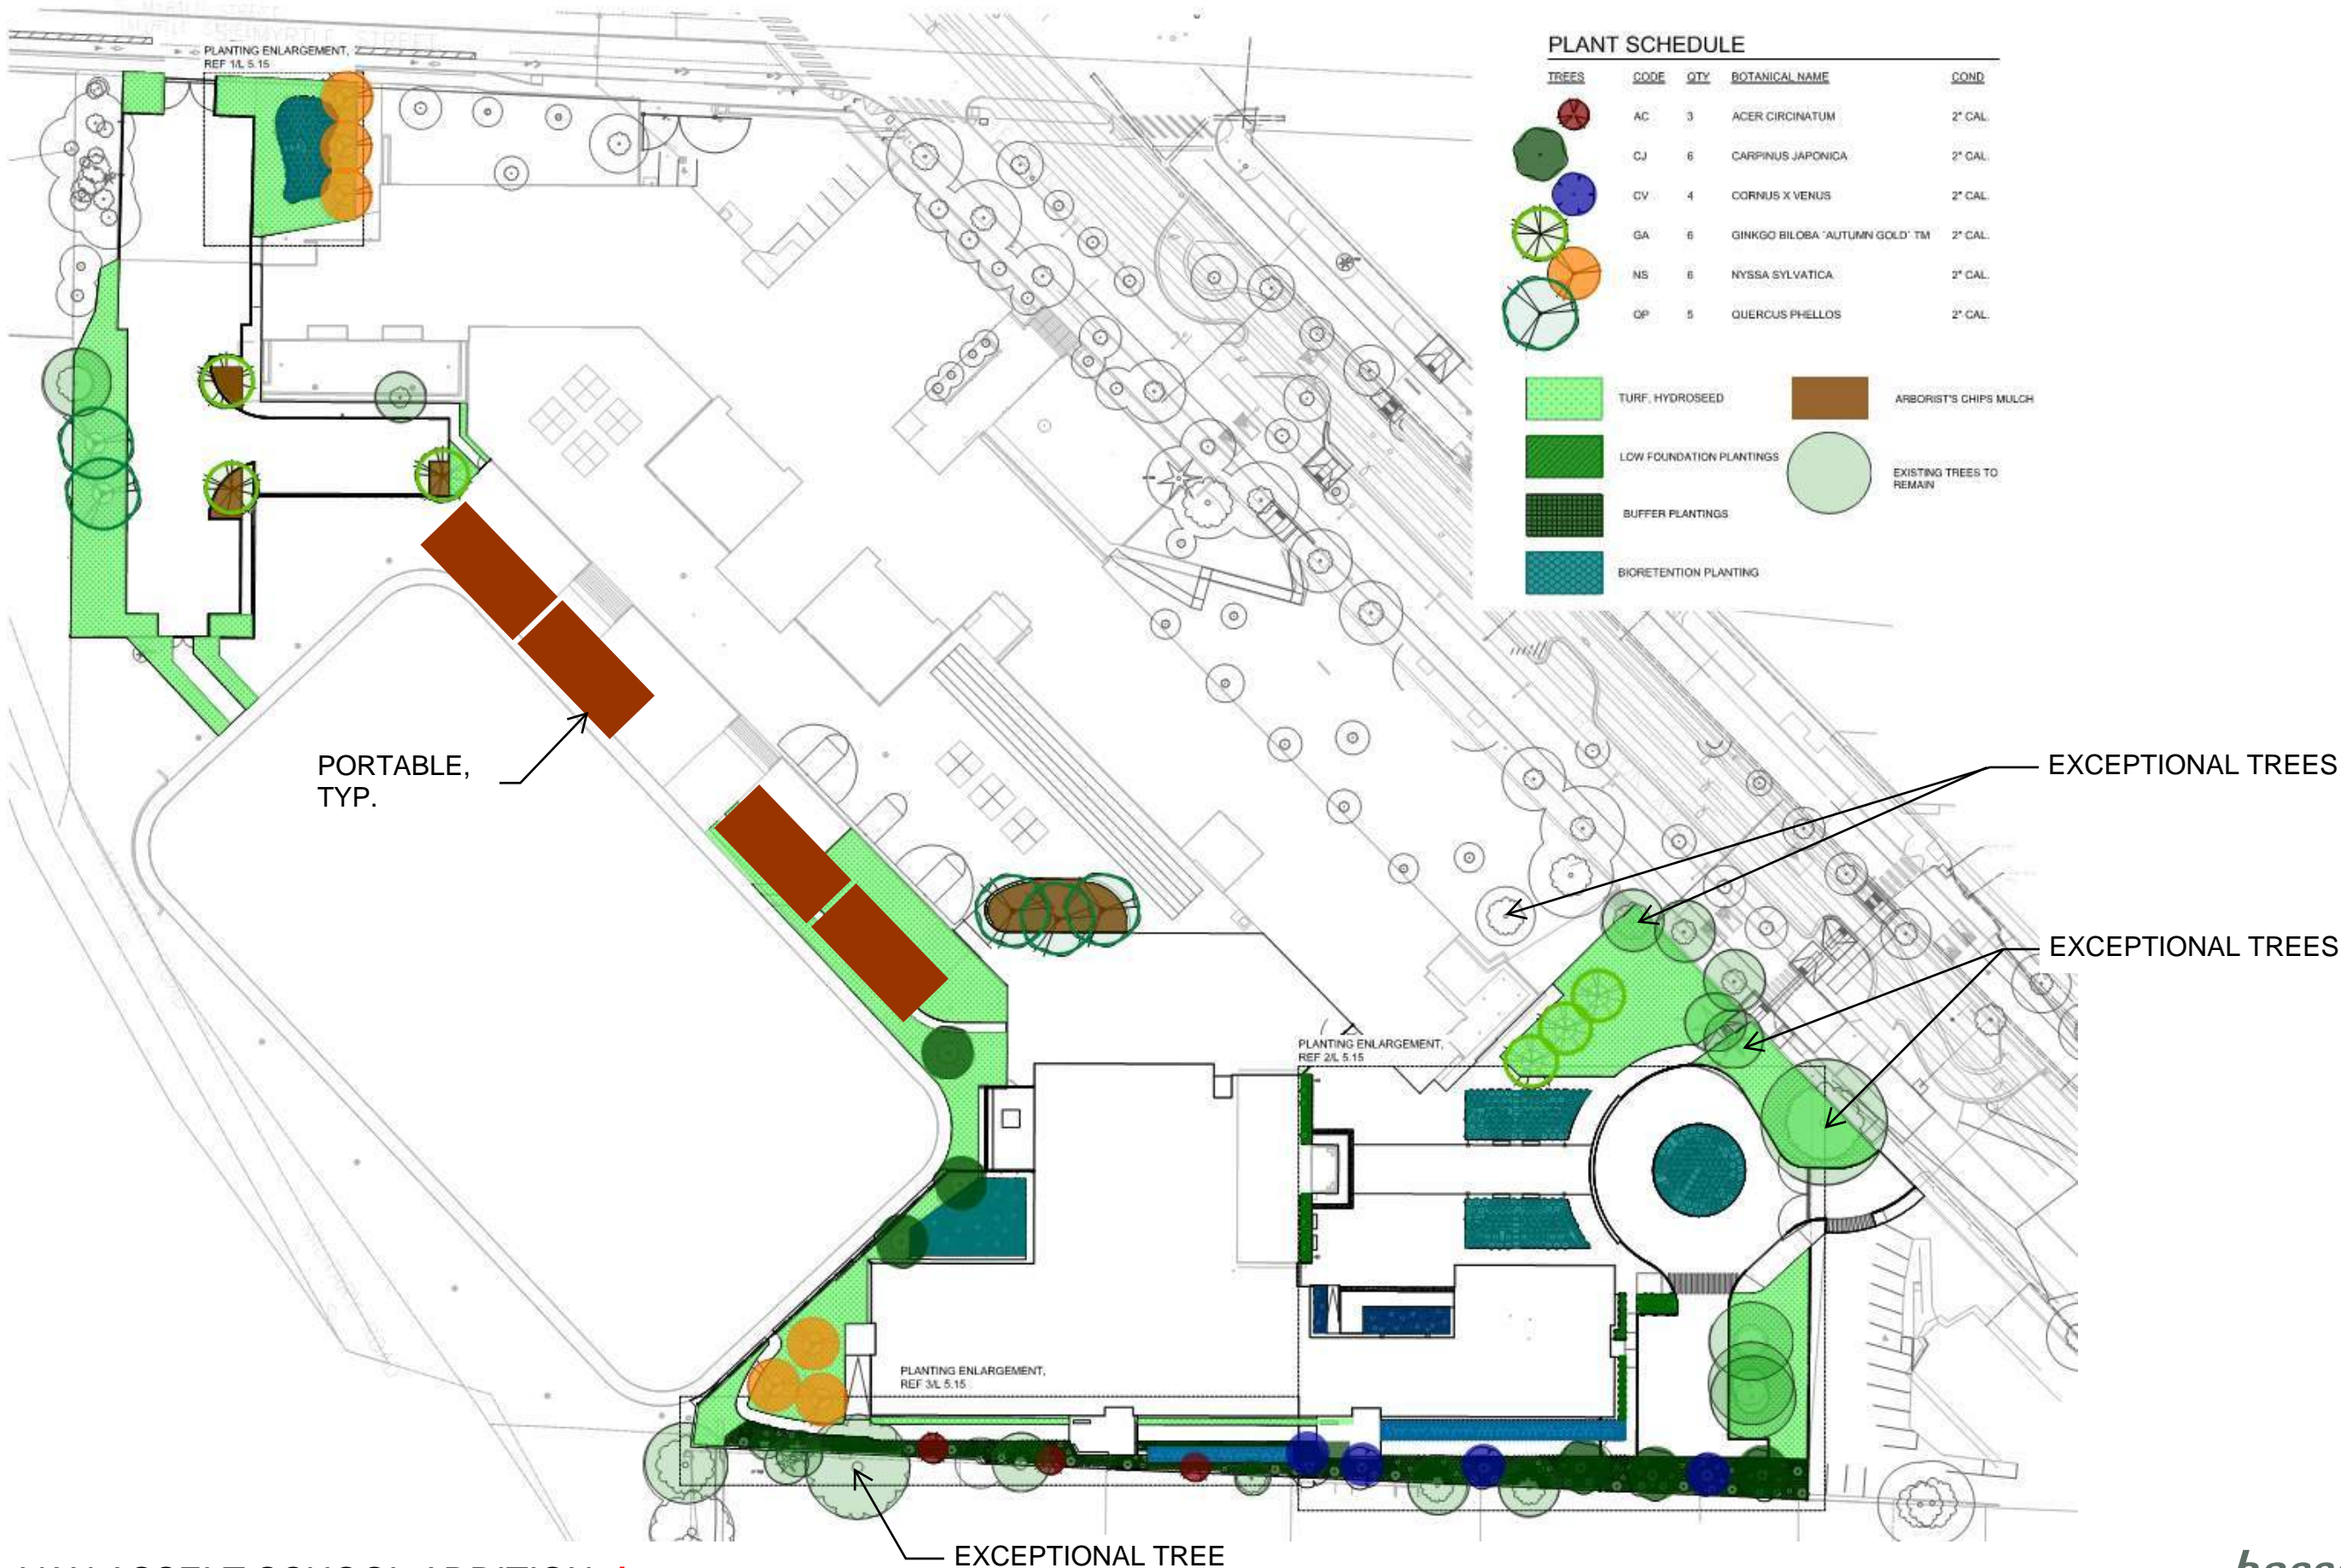 S. MYRTLE STREET
PLANTING ENLARGEMENT,
REF 1/L 5.15
PLANT SCHEDULE
TREES CODE QTY BOTANICAL NAME COND
AC 3 ACER CIRCINATUM 2" CAL.
CJ 6 CARPINUS JAPONICA 2" CAL.
CV 4 CORNUS X VENUS 2" CAL.
GA 6 GINKGO BILOBA 'AUTUMN GOLD' TM 2" CAL.
NS 6 NYSSA SYLVATICA 2" CAL.
QP 5 QUERCUS PHELLOS 2" CAL.
TURF, HYDROSEED
ARBORIST'S CHIPS MULCH
LOW FOUNDATION PLANTINGS
EXISTING TREES TO
REMAIN
BUFFER PLANTINGS
BIORETENTION PLANTING
PORTABLE,
TYP.
EXCEPTIONAL TREES
EXCEPTIONAL TREES
PLANTING ENLARGEMENT,
REF 2/L 5.15
PLANTING ENLARGEMENT,
REF 3/L 5.15
EXCEPTIONAL TREE